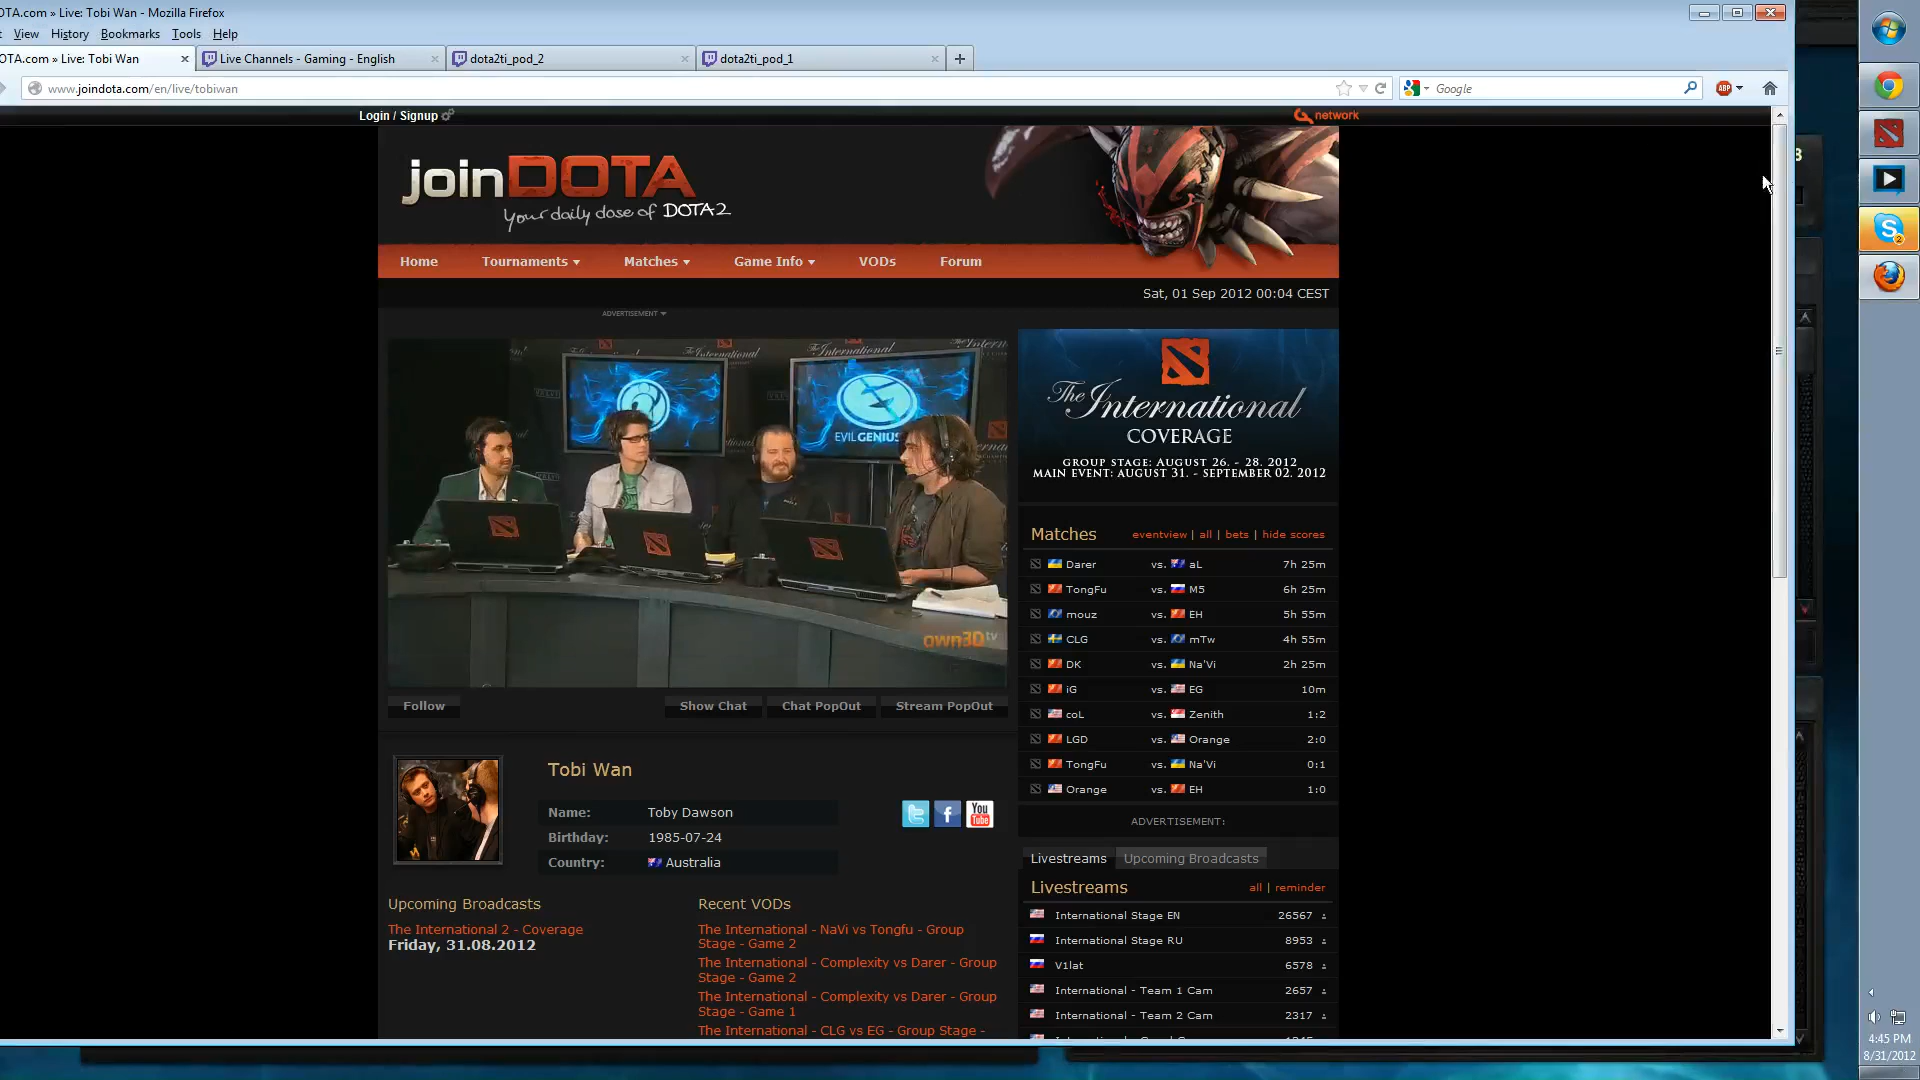 OTA.com » Live: Tobi Wan - Mozilla Firefox
View History Bookmarks Tools Help
OTA.com » Live: Tobi Wan
Live Channels - Gaming - English
dota2ti_pod_2
dota2ti_pod_1
www.joindota.com/en/live/tobiwan
Google
ABP
Login / Signup
network
joinDOTA
Your daily dose of DOTA2
Home Tournaments Matches Game Info VODs Forum
Sat, 01 Sep 2012 00:04 CEST
ADVERTISEMENT
The International
The International
EVIL GENIUS
own3D tv
The International
COVERAGE
GROUP STAGE: AUGUST 26. - 28. 2012
MAIN EVENT: AUGUST 31. - SEPTEMBER 02. 2012
Matches eventview | all | bets | hide scores
Darer vs. aL 7h 25m
TongFu vs. M5 6h 25m
mouz vs. EH 5h 55m
CLG vs. mTw 4h 55m
DK vs. Na'Vi 2h 25m
iG vs. EG 10m
coL vs. Zenith 1:2
LGD vs. Orange 2:0
TongFu vs. Na'Vi 0:1
Orange vs. EH 1:0
ADVERTISEMENT:
Follow Show Chat Chat PopOut Stream PopOut
Tobi Wan
Name: Toby Dawson
Birthday: 1985-07-24
Country: Australia
You Tube
Upcoming Broadcasts
The International 2 - Coverage
Friday, 31.08.2012
Recent VODs
The International - NaVi vs Tongfu - Group
Stage - Game 2
The International - Complexity vs Darer - Group
Stage - Game 2
The International - Complexity vs Darer - Group
Stage - Game 1
The International - CLG vs EG - Group Stage -
Livestreams Upcoming Broadcasts
Livestreams all | reminder
International Stage EN 26567
International Stage RU 8953
V1lat 6578
International - Team 1 Cam 2657
International - Team 2 Cam 2317
4:45 PM
8/31/2012